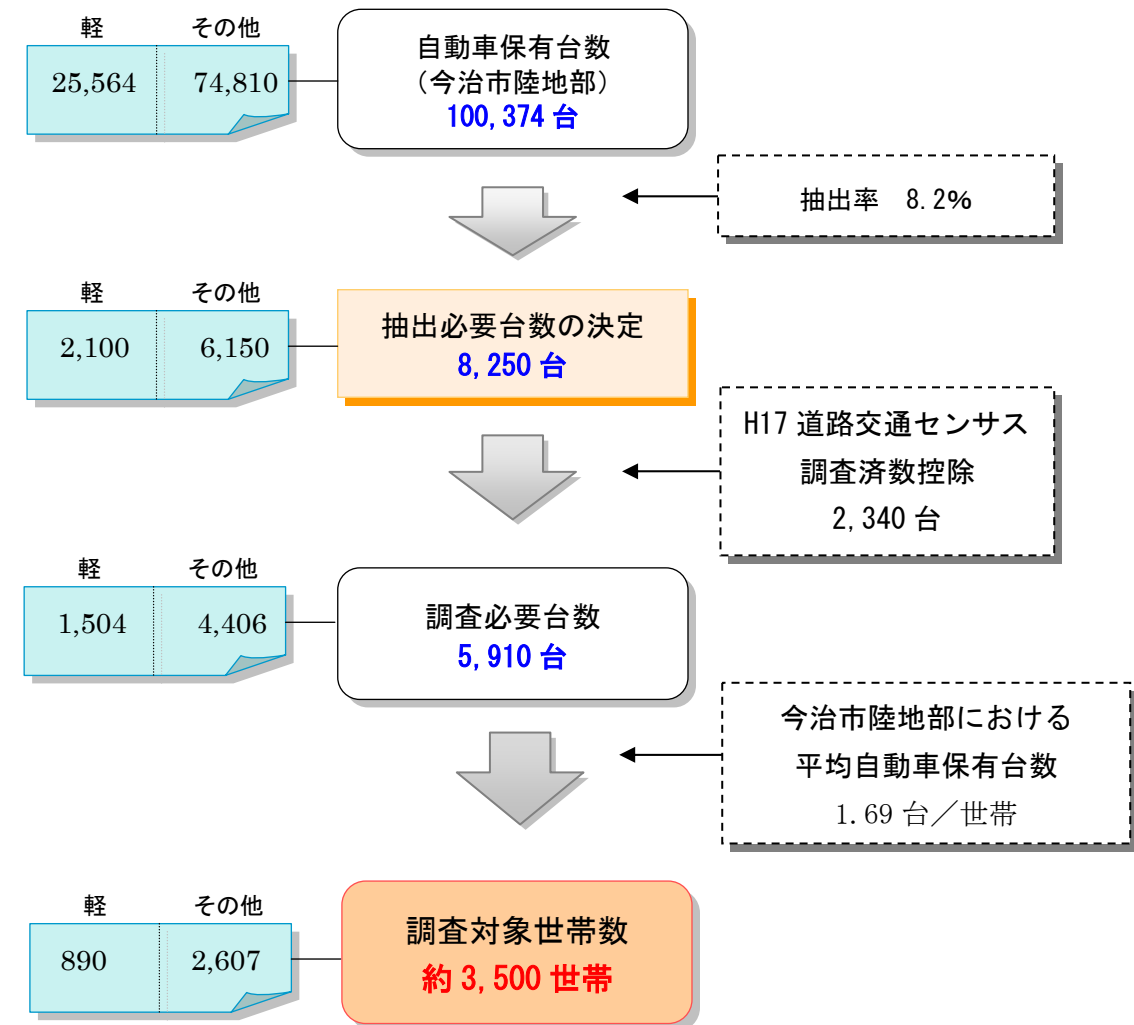 軽 その他
25,564 74,810
自動車保有台数
(今治市陸地部)
100,374 台
抽出率 8.2%
軽 その他
2,100 6,150
抽出必要台数の決定
8,250 台
H17 道路交通センサス
調査済数控除
2,340 台
軽 その他
1,504 4,406
調査必要台数
5,910 台
今治市陸地部における
平均自動車保有台数
1.69 台／世帯
軽 その他
890 2,607
調査対象世帯数
約 3,500 世帯